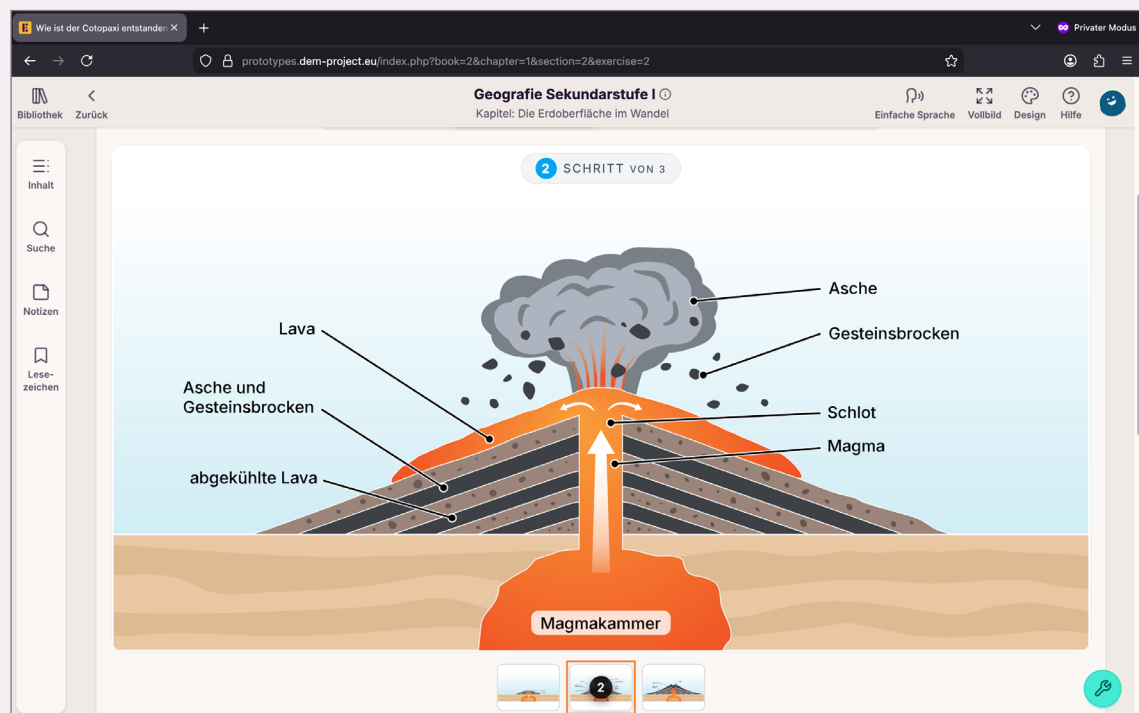 Wie ist der Cotopaxi entstanden
Privater Modus
prototypes.dem-project.eu/index.php?book=2&chapter=1&section=2&exercise=2
Bibliothek
Zurück
Geografie Sekundarstufe I
Kapitel: Die Erdoberfläche im Wandel
Einfache Sprache
Vollbild
Design
Hilfe
Inhalt
Suche
Notizen
Lese-
zeichen
2 SCHRITT VON 3
Asche
Gesteinsbrocken
Lava
Asche und
Gesteinsbrocken
Schlot
Magma
abgekühlte Lava
Magmakammer
2